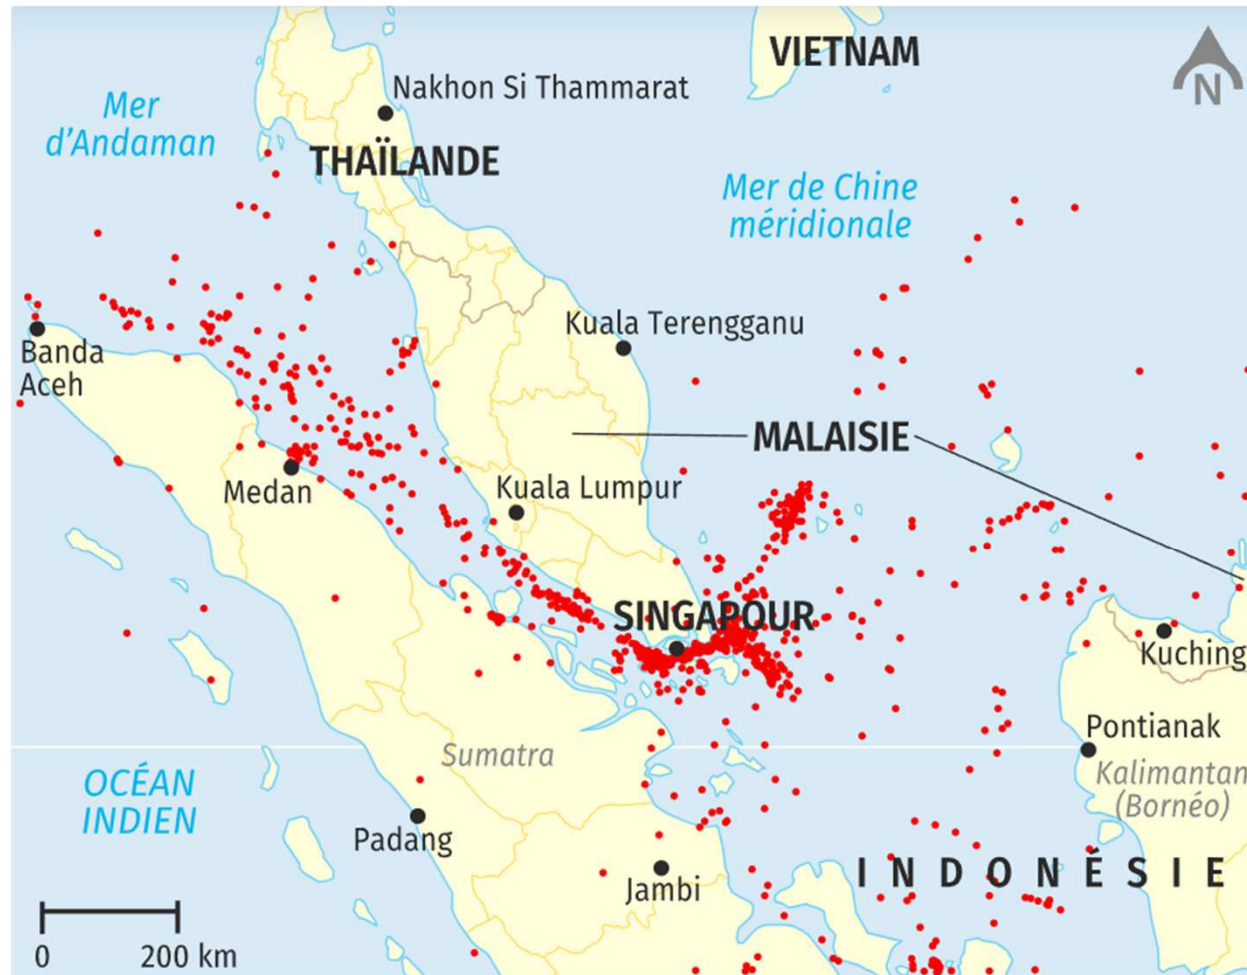 VIETNAM
N
Nakhon Si Thammarat
Mer
d'Andaman
THAÏLANDE
Mer de Chine
méridionale
Kuala Terengganu
Banda
Aceh
MALAISIE
Medan
Kuala Lumpur
SINGAPOUR
Kuching
Pontianak
Sumatra
Kalimantan
(Bornéo)
OCÉAN
INDIEN
Padang
INDONÉSIE
Jambi
0 200 km